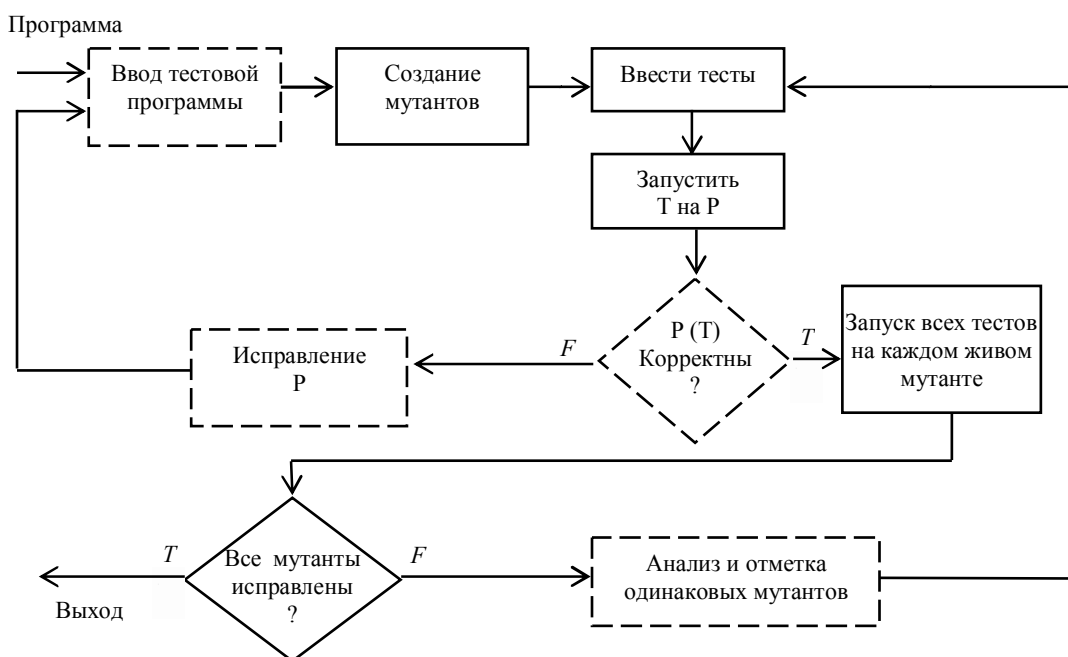 Программа
Ввод тестовой
программы
Создание
мутантов
Ввести тесты
Запустить
Т на Р
Р (Т)
Корректны
?
F
T
Исправление
Р
Запуск всех тестов
на каждом живом
мутанте
Все мутанты
исправлены
?
T
F
Выход
Анализ и отметка
одинаковых мутантов